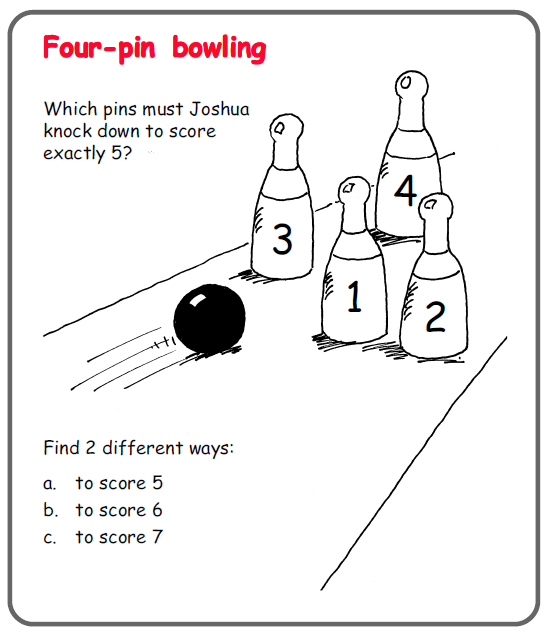 Four-pin bowling
Which pins must Joshua
knock down to score
exactly 5?
4
3
1
2
Find 2 different ways:
a. to score 5
b. to score 6
c. to score 7